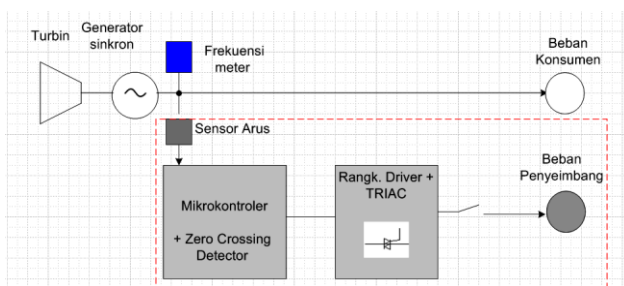 Turbin
Generator
sinkron
Frekuensi
meter
Beban
Konsumen
Sensor Arus
Mikrokontroler
+ Zero Crossing
Detector
Rangk. Driver +
TRIAC
Beban
Penyeimbang